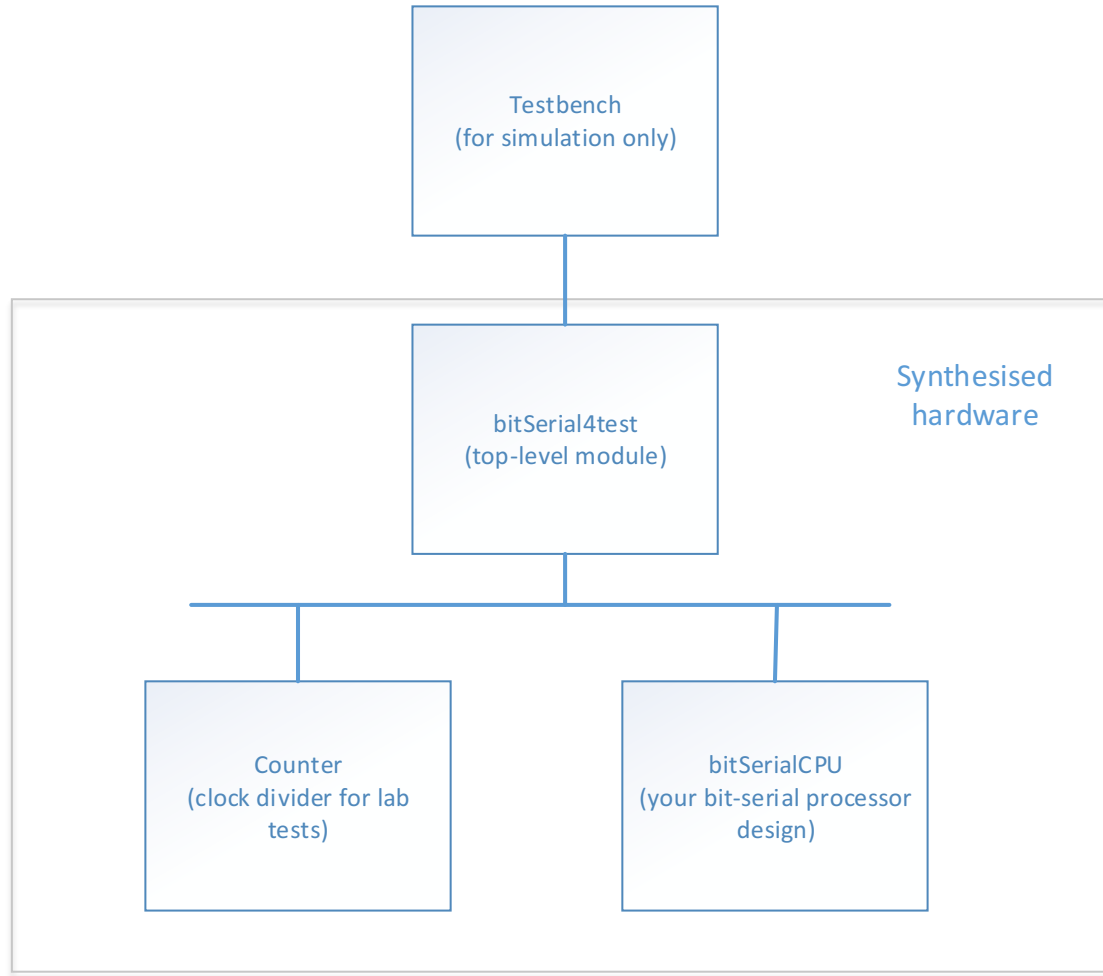 Testbench
(for simulation only)
bitSerial4test
(top-level module)
Synthesised
hardware
Counter
(clock divider for lab
tests)
bitSerialCPU
(your bit-serial processor
design)